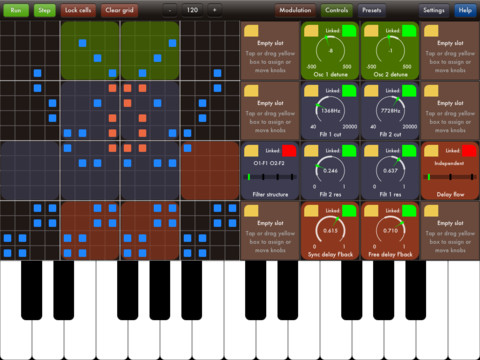 Run Step Lock cells Clear grid - 120 + Modulation Controls Presets Settings Help
Empty slot
Tap or drag yellow
box to assign or
move knobs
Linked:
-8
-500 500
Osc 1 detune
Linked:
500
Osc 2 detune
Empty slot
Tap or drag yellow
box to assign or
move knobs
Empty slot
Tap or drag yellow
box to assign or
move knobs
Linked:
1368Hz
40 20000
Filt 1 cut
Linked:
7728Hz
40 20000
Filt 2 cut
Empty slot
Tap or drag yellow
box to assign or
move knobs
Linked:
O1-F1 O2-F2
Filter structure
Linked:
0.246
0 1
Filt 2 res
Linked:
0.637
0 1
Filt 1 res
Linked:
Independent
Delay flow
Empty slot
Tap or drag yellow
box to assign or
move knobs
Linked:
0.615
0 1
Sync delay f'back
Linked:
0.710
0 1
Free delay f'back
Empty slot
Tap or drag yellow
box to assign or
move knobs